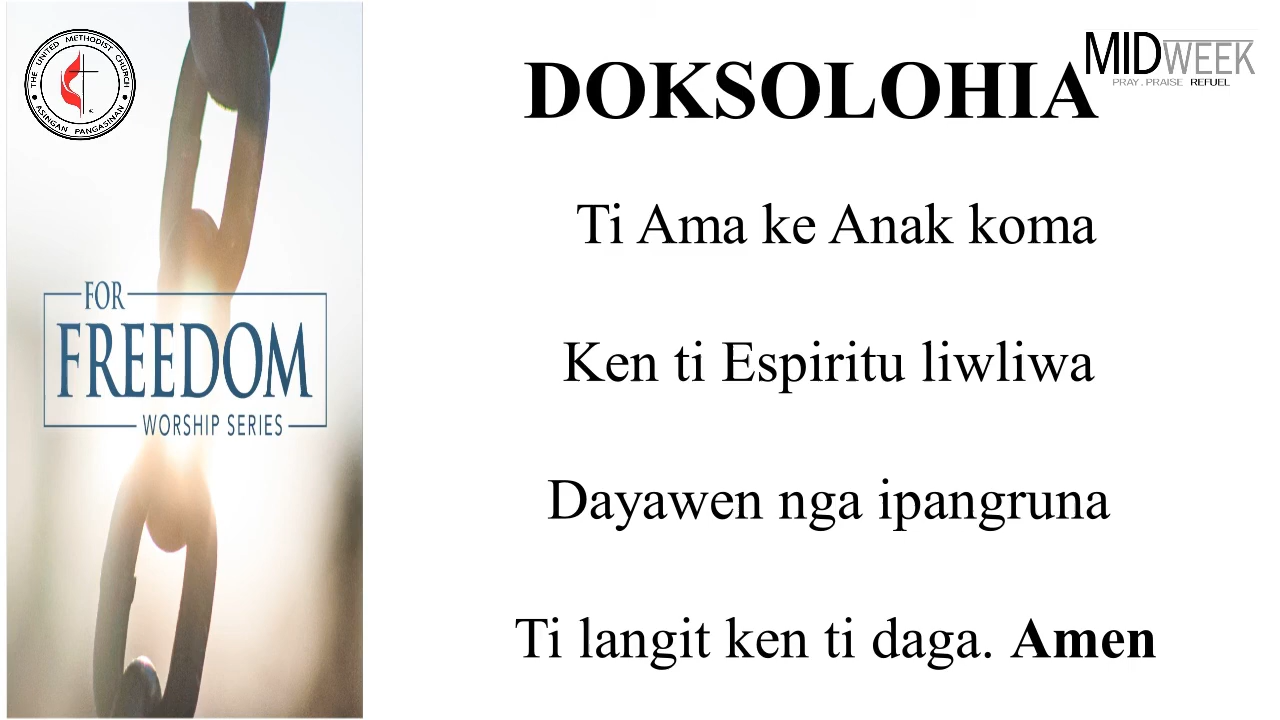 THE UNITED METHODIST CHURCH
ASINGAN PANGASINAN
FOR
FREEDOM
WORSHIP SERIES
MIDWEEK
PRAY . PRAISE REFUEL
DOKSOLOHIA
Ti Ama ke Anak koma
Ken ti Espiritu liwliwa
Dayawen nga ipangruna
Ti langit ken ti daga. Amen